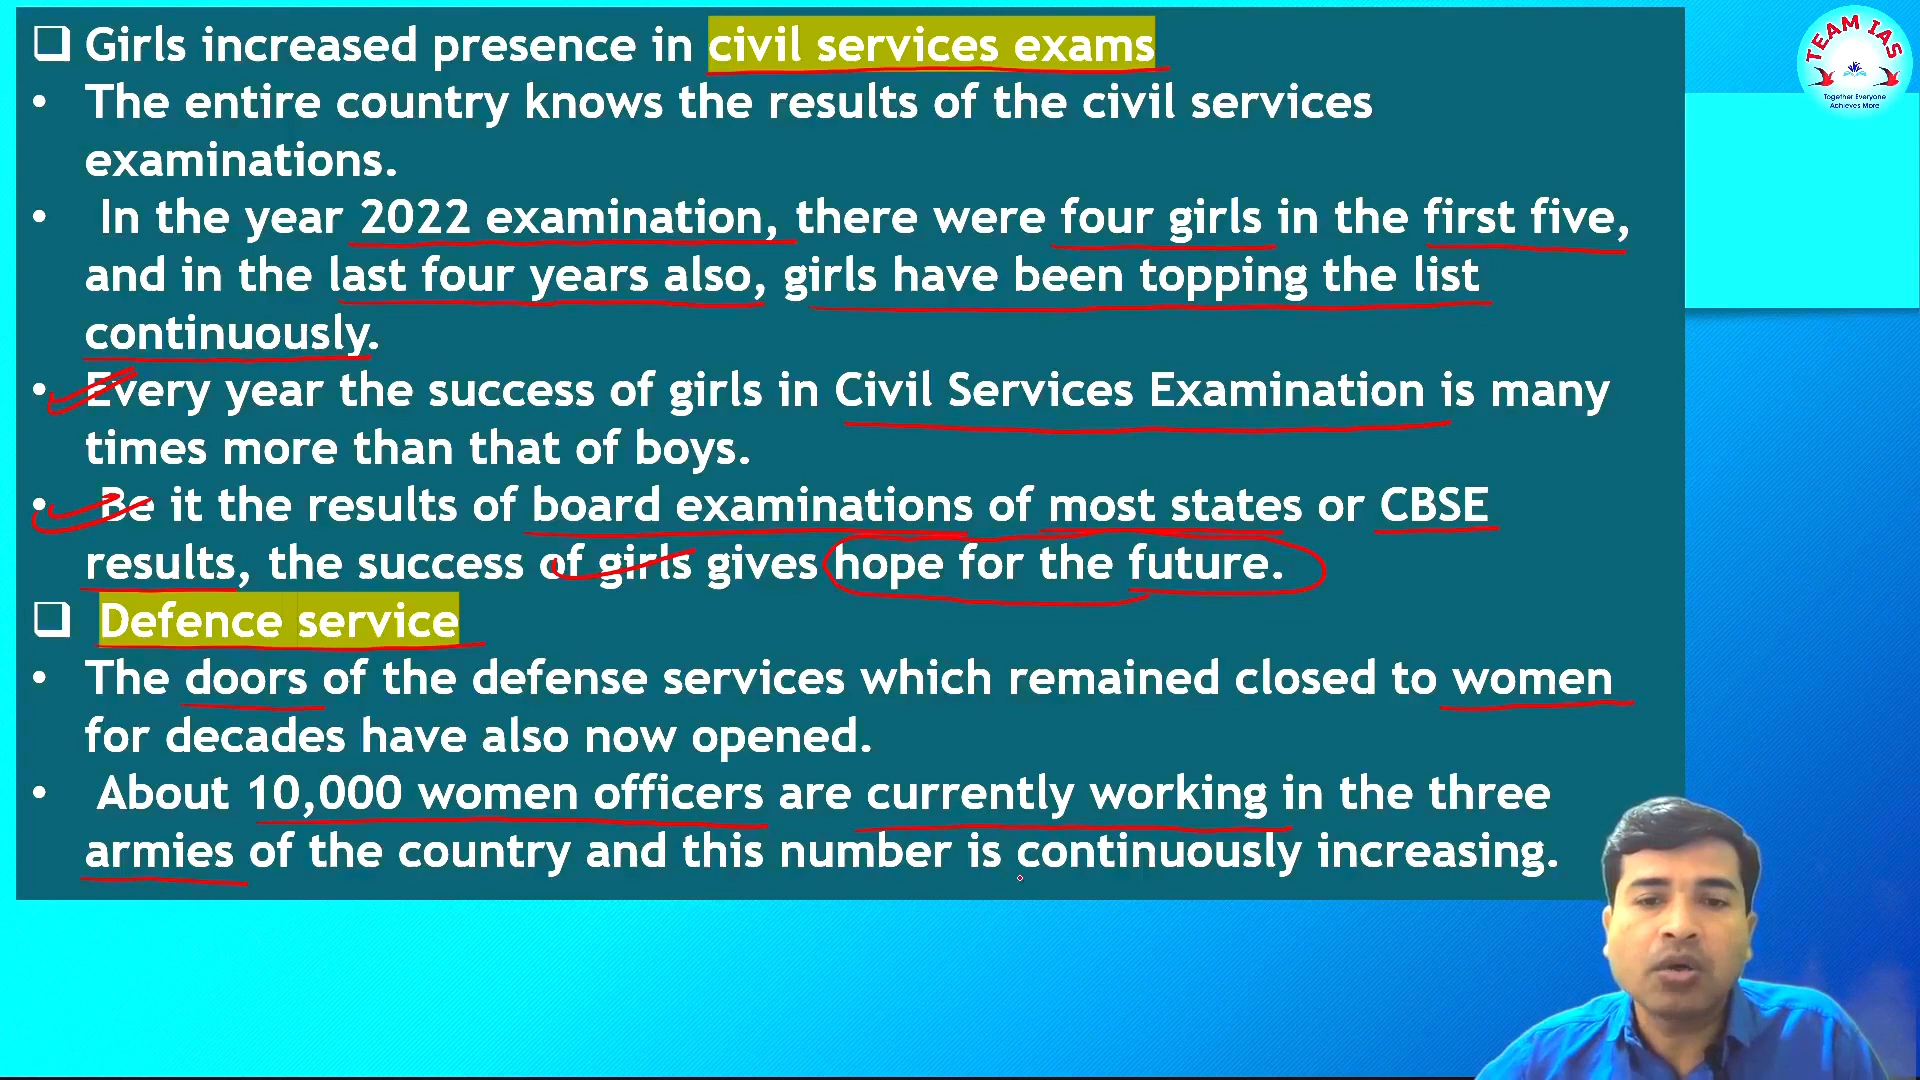 ❑ Girls increased presence in civil services exams
• The entire country knows the results of the civil services
examinations.
• In the year 2022 examination, there were four girls in the first five,
and in the last four years also, girls have been topping the list
continuously.
• Every year the success of girls in Civil Services Examination is many
times more than that of boys.
• Be it the results of board examinations of most states or CBSE
results, the success of girls gives hope for the future.
❑ Defence service
• The doors of the defense services which remained closed to women
for decades have also now opened.
• About 10,000 women officers are currently working in the three
armies of the country and this number is continuously increasing.
TEAM IAS
Together Everyone
Achieves More